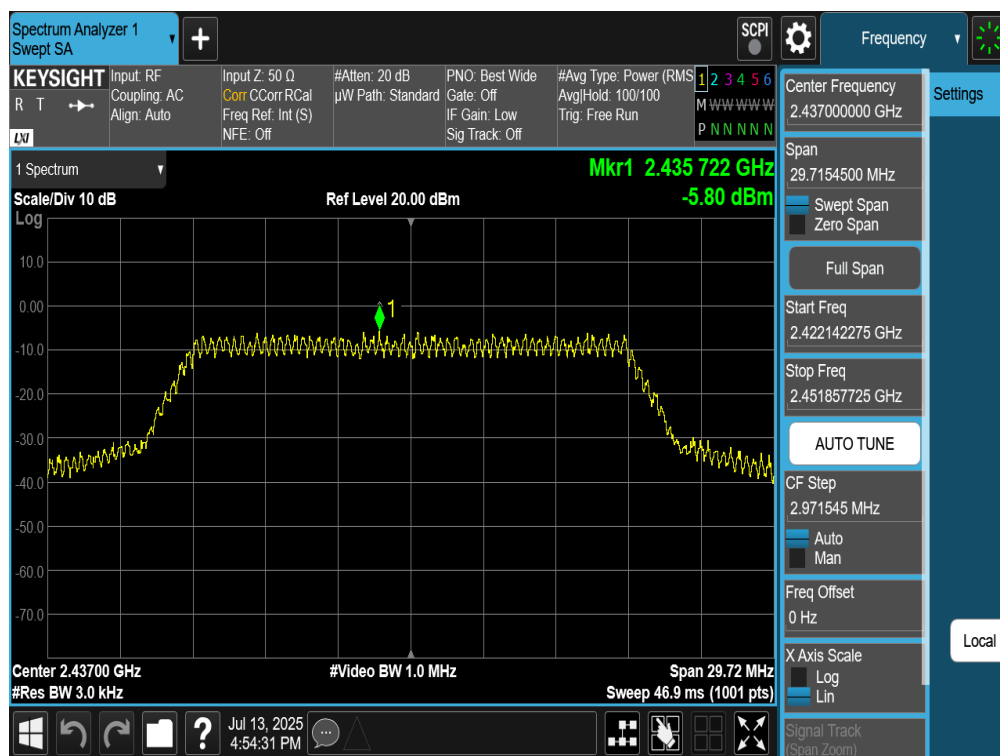 Spectrum Analyzer 1
Swept SA
+
SCPI
Frequency
KEYSIGHT
R T
LXI
Input: RF
Coupling: AC
Align: Auto
Input Z: 50 Ω
Corr CCorr RCal
Freq Ref: Int (S)
NFE: Off
#Atten: 20 dB
µW Path: Standard
PNO: Best Wide
Gate: Off
IF Gain: Low
Sig Track: Off
#Avg Type: Power (RMS
Avg|Hold: 100/100
Trig: Free Run
1 2 3 4 5 6
M W W W W W
P N N N N N
1 Spectrum
Mkr1 2.435 722 GHz
-5.80 dBm
Scale/Div 10 dB
Ref Level 20.00 dBm
Log
10.0
0.00
-10.0
-20.0
-30.0
-40.0
-50.0
-60.0
-70.0
1
Center 2.43700 GHz
#Video BW 1.0 MHz
Span 29.72 MHz
#Res BW 3.0 kHz
Sweep 46.9 ms (1001 pts)
Center Frequency
2.437000000 GHz
Span
29.7154500 MHz
Swept Span
Zero Span
Full Span
Start Freq
2.422142275 GHz
Stop Freq
2.451857725 GHz
AUTO TUNE
CF Step
2.971545 MHz
Auto
Man
Freq Offset
0 Hz
X Axis Scale
Log
Lin
Signal Track
(Span Zoom)
Settings
Local
?
Jul 13, 2025
4:54:31 PM